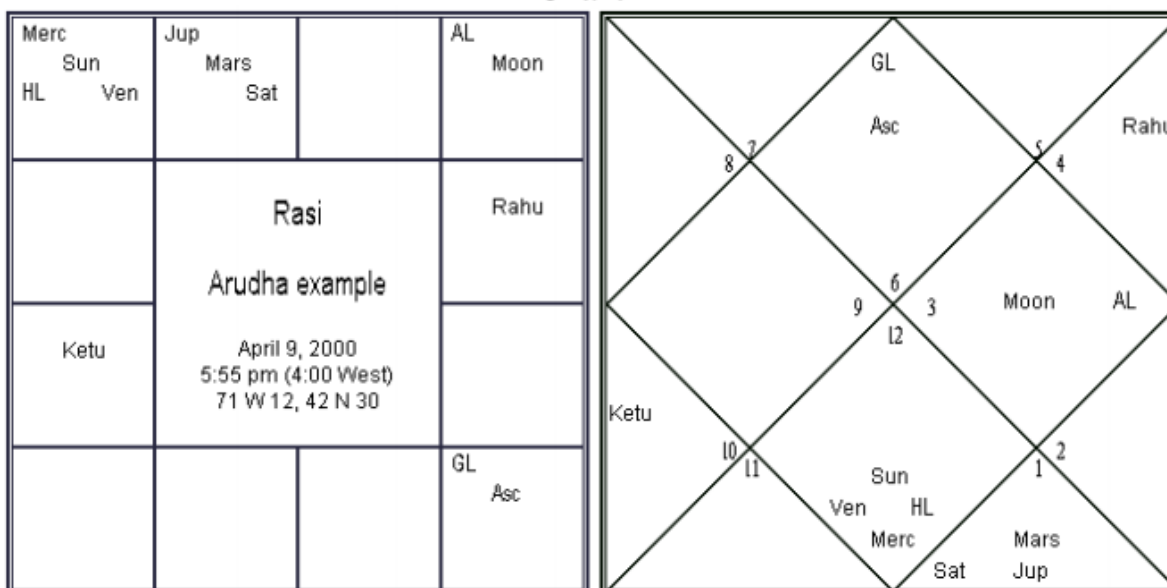 Merc
Sun
HL Ven
Jup
Mars
Sat
AL
Moon
Rahu
Rasi
Arudha example
April 9, 2000
5:55 pm (4:00 West)
71 W 12, 42 N 30
Ketu
GL
Asc
GL
Asc
Rahu
7
8
5
4
6
9
3
12
Moon AL
Ketu
10
11
2
1
Sun
Ven HL
Merc
Mars
Sat Jup